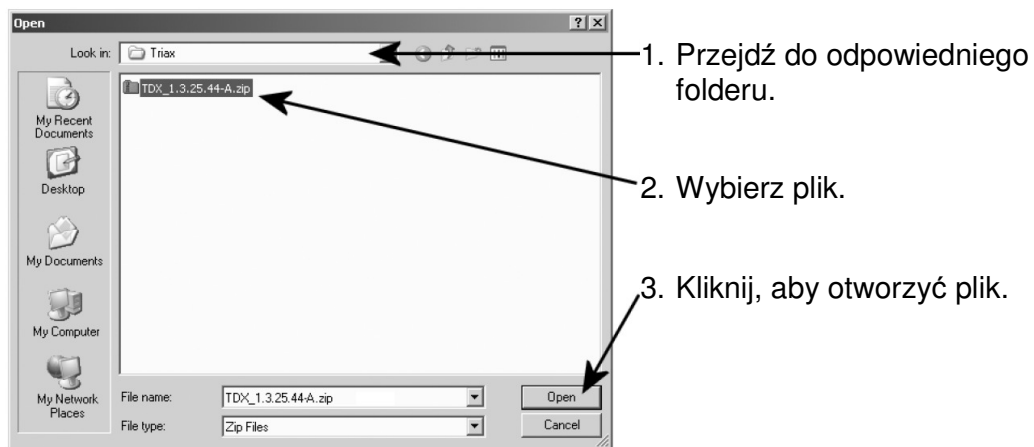 Open
Look in:
Triax
TDX_1.3.25.44-A.zip
My Recent
Documents
Desktop
My Documents
My Computer
My Network
Places
File name:
TDX_1.3.25.44-A.zip
Open
File type:
Zip Files
Cancel
1. Przejdź do odpowiedniego
folderu.
2. Wybierz plik.
3. Kliknij, aby otworzyć plik.